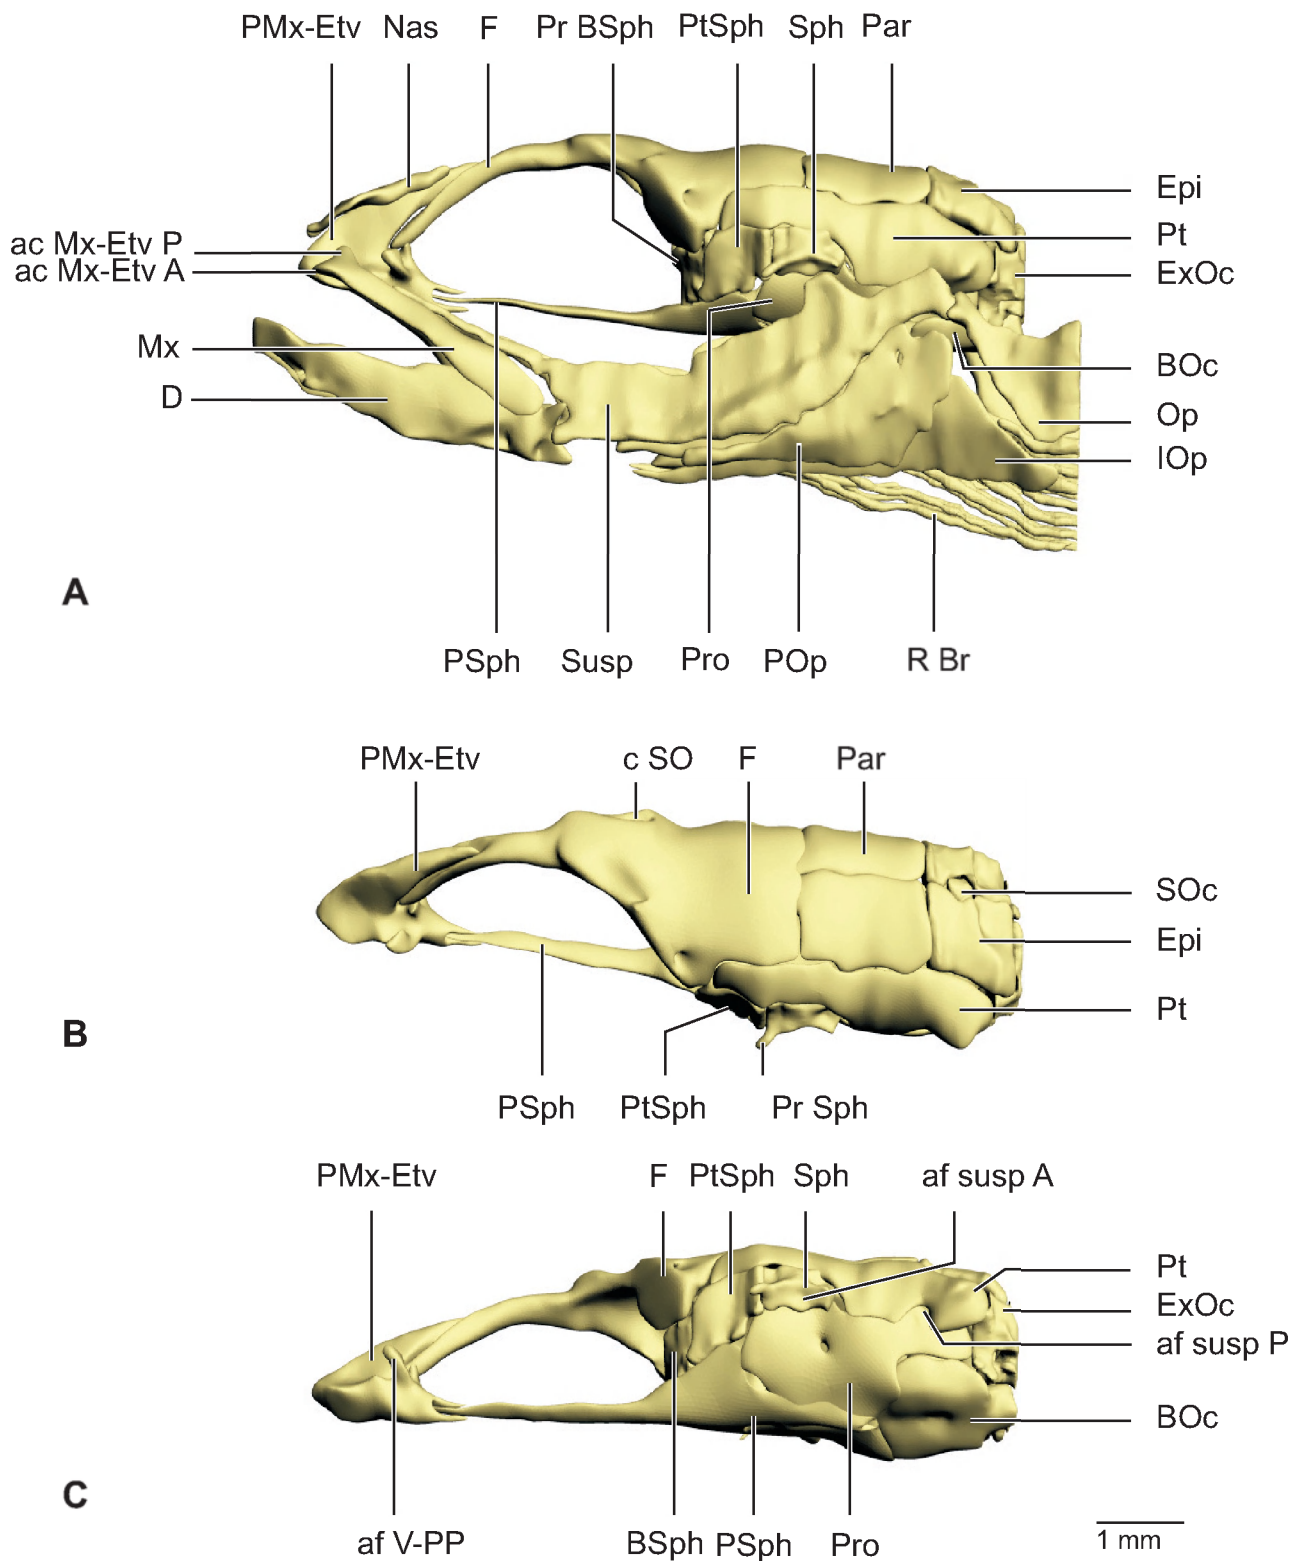 PMx-Etv Nas F Pr BSph PtSph Sph Par
Epi
Pt
ac Mx-Etv P
ac Mx-Etv A
ExOc
Mx
BOc
D
Op
IOp
A
PSph Susp Pro POp R Br
PMx-Etv c SO F Par
SOc
Epi
Pt
B
PSph PtSph Pr Sph
PMx-Etv F PtSph Sph af susp A
Pt
ExOc
af susp P
BOc
C
af V-PP BSph PSph Pro
1 mm